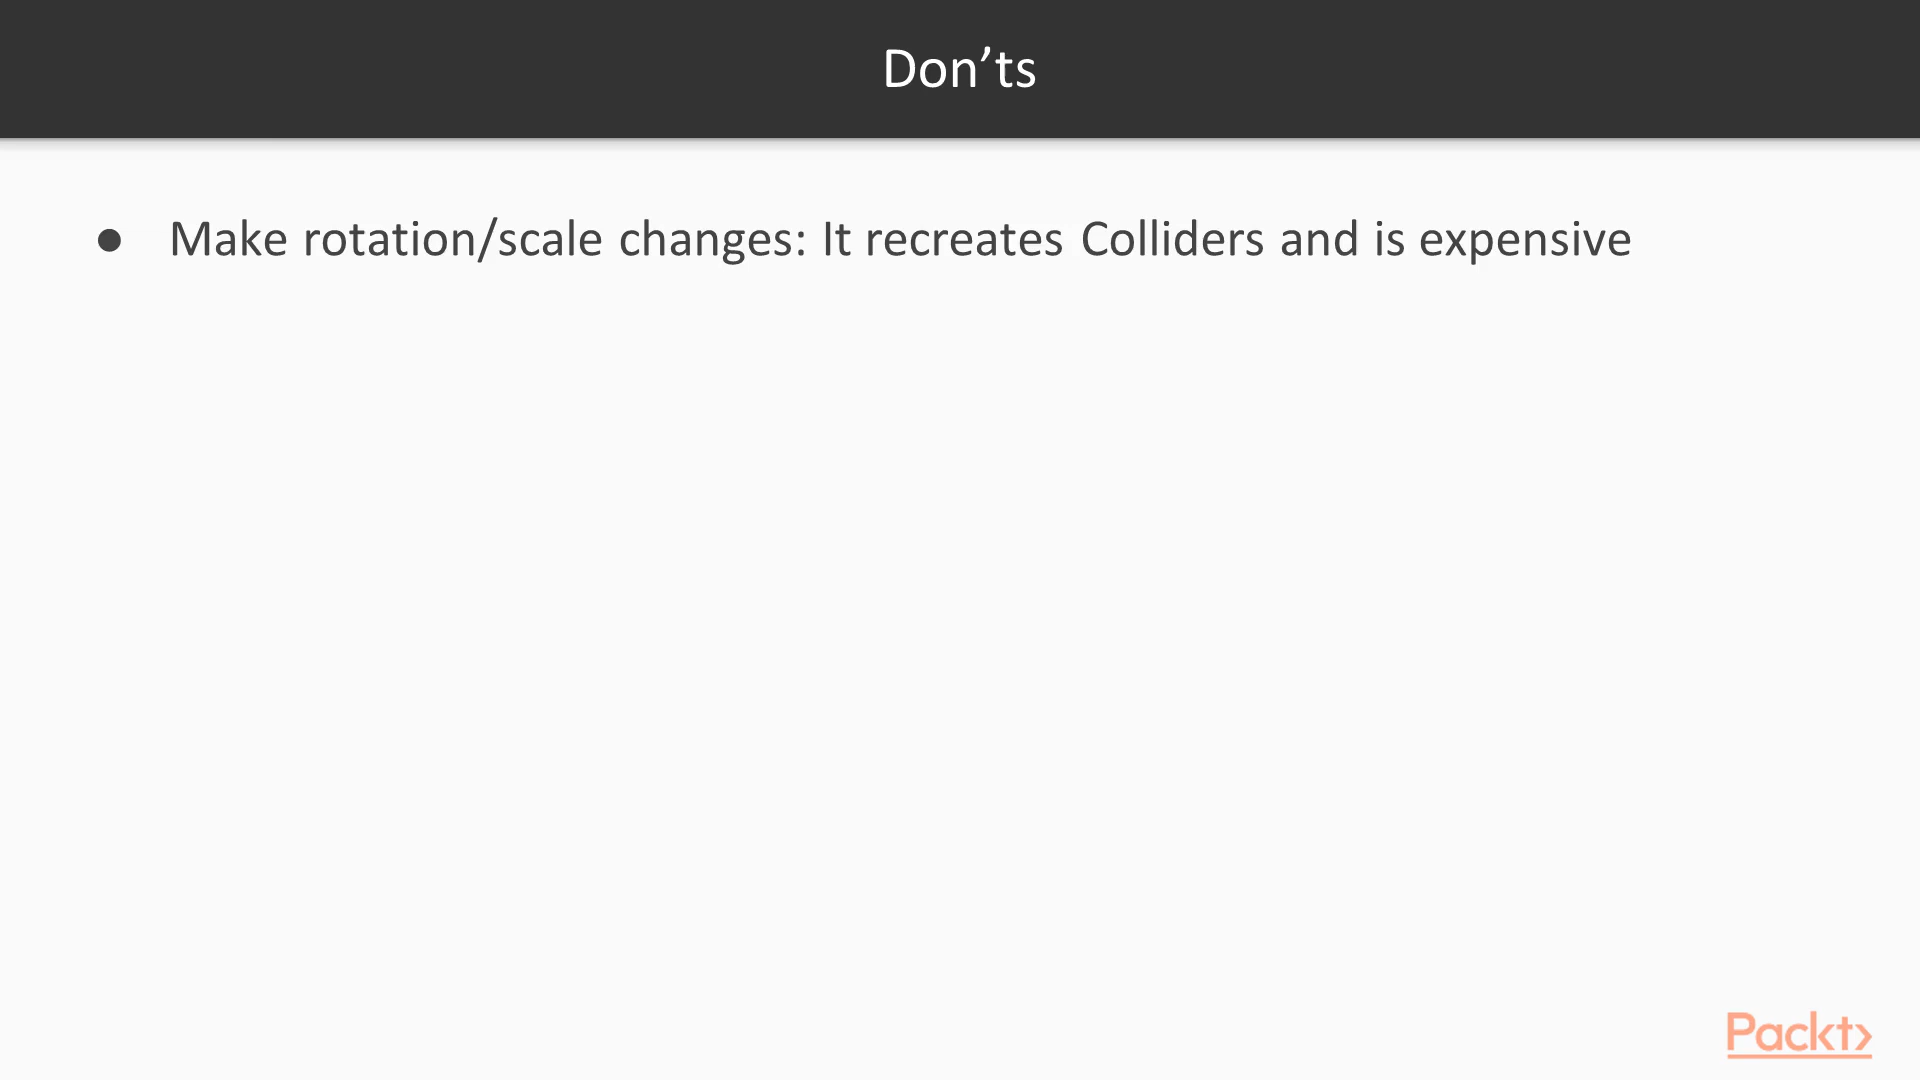 Don’ts
● Make rotation/scale changes: It recreates Colliders and is expensive
Packt>